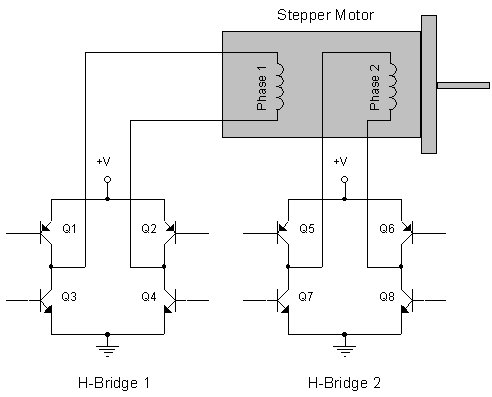 Stepper Motor
Phase 1
Phase 2
+V
+V
Q1
Q2
Q5
Q6
Q3
Q4
Q7
Q8
H-Bridge 1
H-Bridge 2